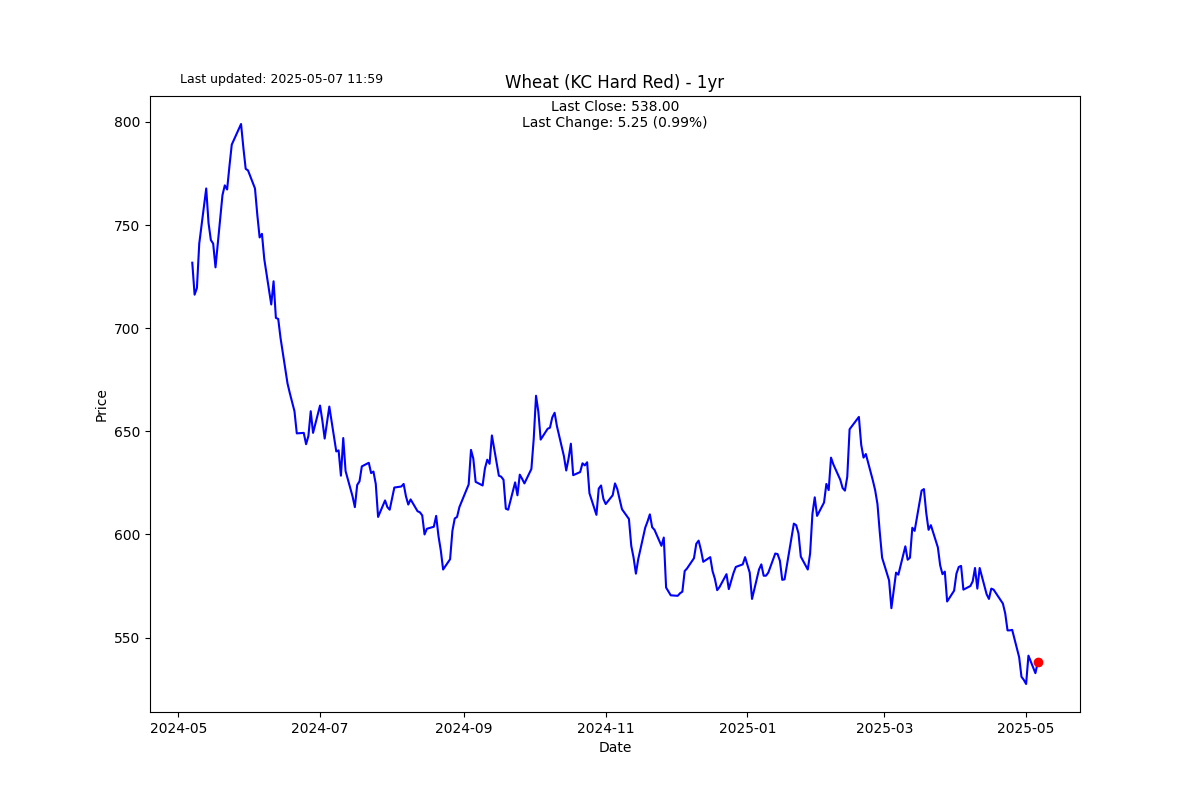 Last updated: 2025-05-07 11:59
Wheat (KC Hard Red) - 1yr
Last Close: 538.00
Last Change: 5.25 (0.99%)
800
750
700
650
600
550
Price
2024-05
2024-07
2024-09
2024-11
2025-01
2025-03
2025-05
Date